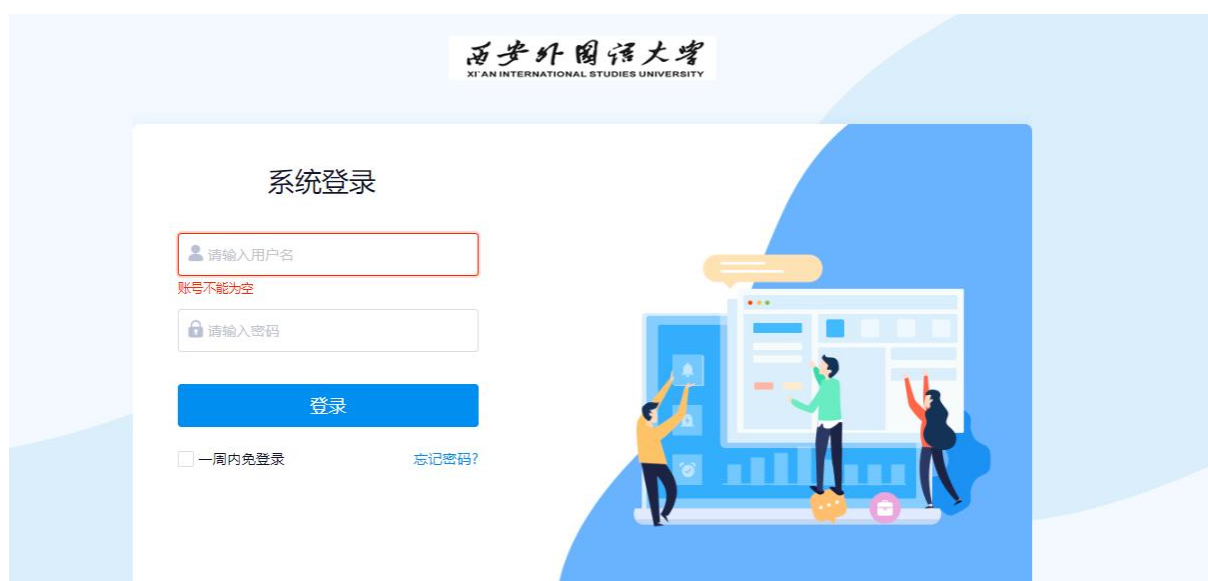 西安外国语大学
XI'AN INTERNATIONAL STUDIES UNIVERSITY
系统登录
请输入用户名
账号不能为空
请输入密码
登录
一周内免登录 忘记密码?